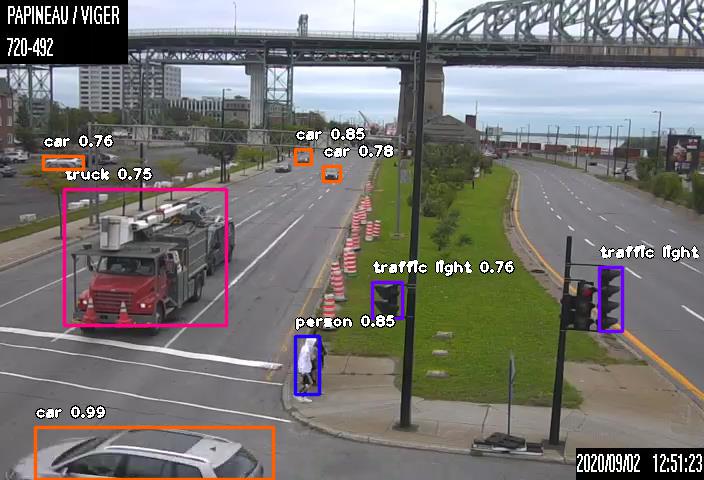 PAPINEAU / VIGER
720-492
car 0.85
car 0.76
car 0.78
truck 0.75
traffic light
traffic light 0.76
person 0.85
car 0.99
2020/09/02 12:51:23